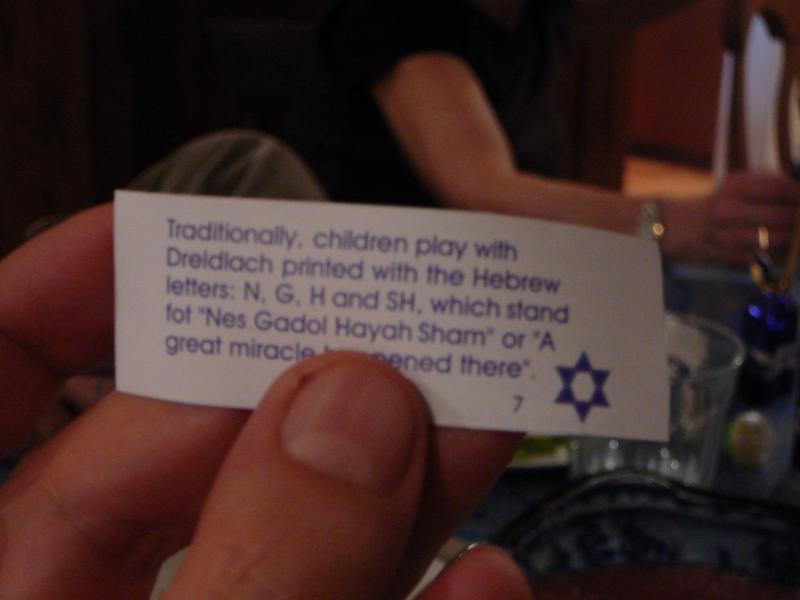 Traditionally, children play with
Dreidlach printed with the Hebrew
letters: N, G, H and SH, which stand
fot "Nes Gadol Hayah Sham" or "A
great miracle there".
7